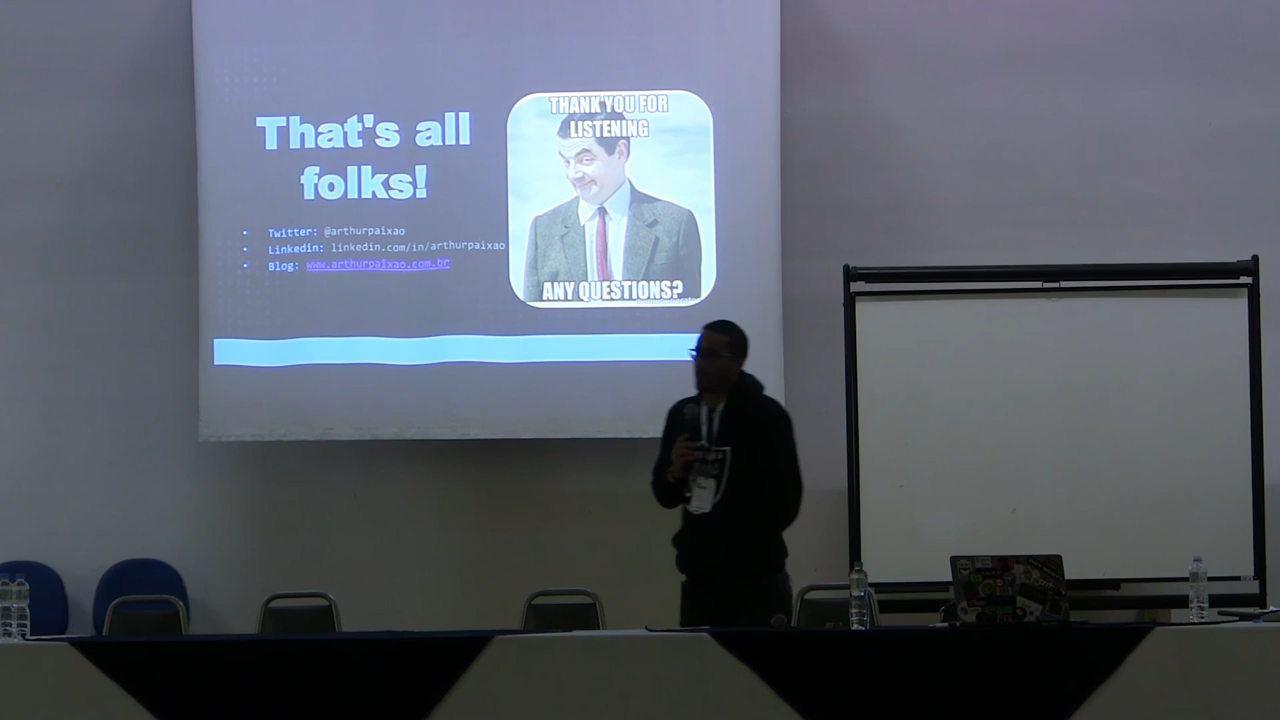 That's all
folks!
• Twitter: @arthurpaixao
• Linkedin: linkedin.com/in/arthurpaixao
• Blog: www.arthurpaixao.com.br
THANK YOU FOR
LISTENING
ANY QUESTIONS?